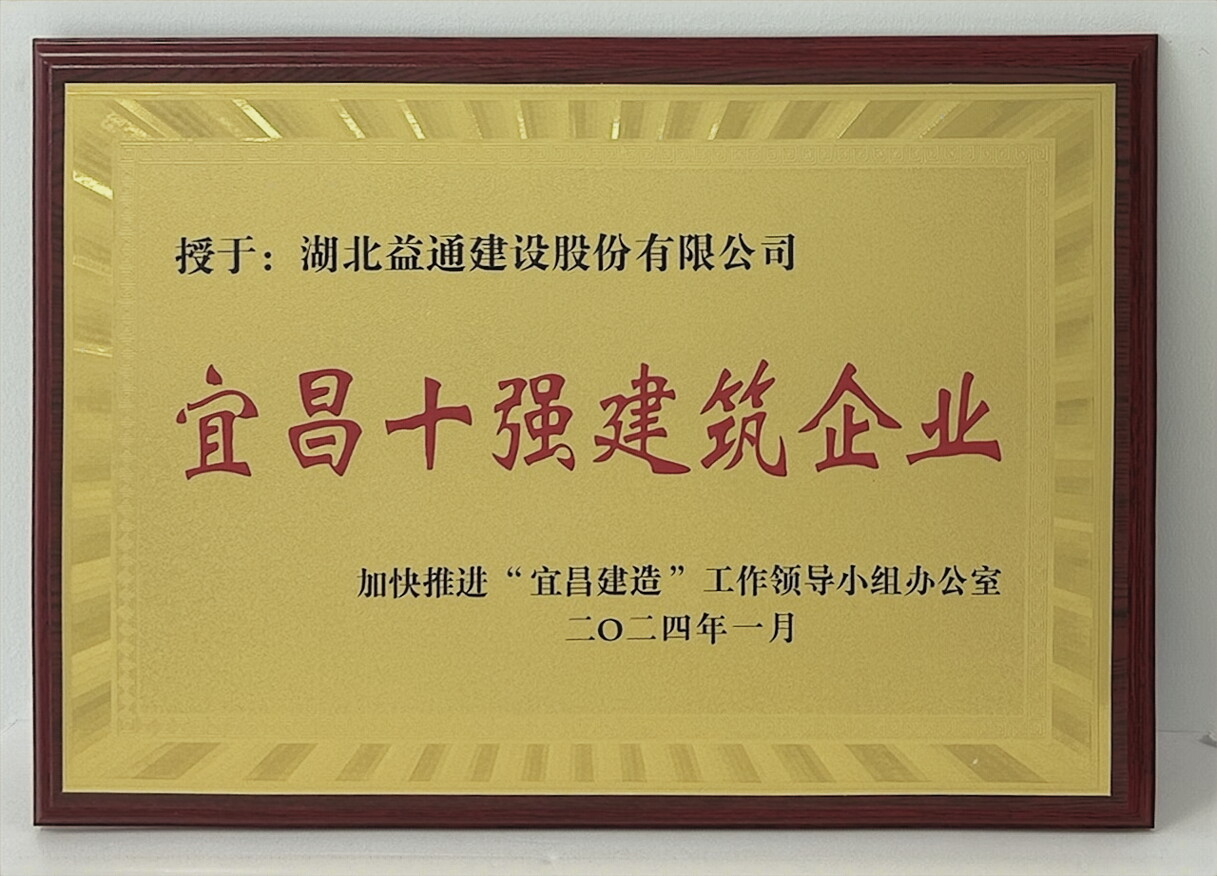 授于：湖北益通建设股份有限公司
宜昌十强建筑企业
加快推进“宜昌建造”工作领导小组办公室
二〇二四年一月